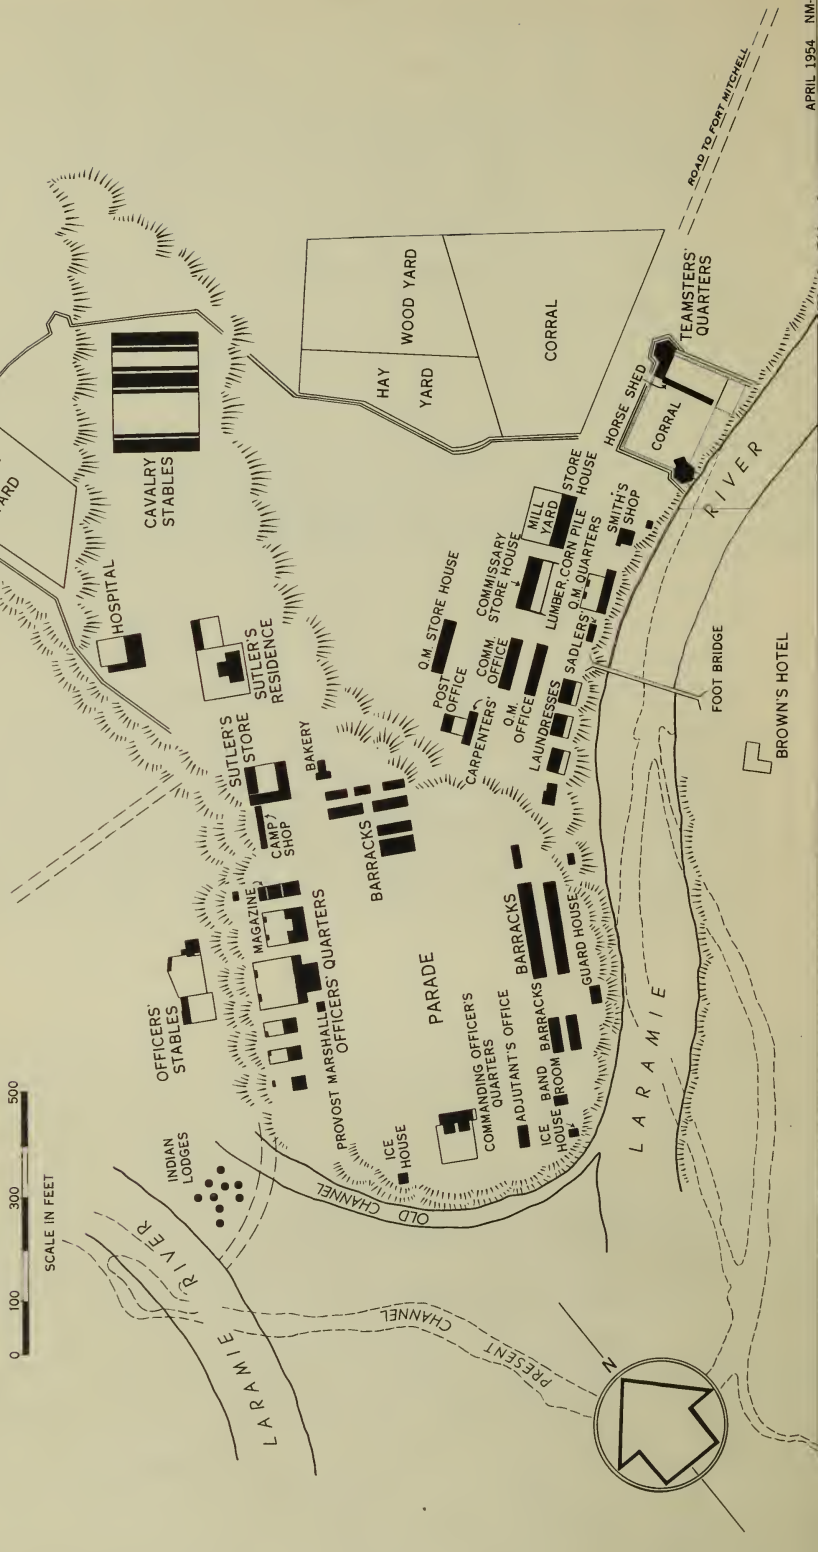 0 100 300 500
SCALE IN FEET
LARAMIE RIVER
INDIAN
LODGES
PRESENT CHANNEL
OLD CHANNEL
N
OFFICERS'
STABLES
PROVOST MARSHALL
OFFICERS' QUARTERS
MAGAZINE
ICE
HOUSE
CAMP
SHOP
SUTLER'S
STORE
BAKERY
SUTLER'S
RESIDENCE
HOSPITAL
CAVALRY
STABLES
BARRACKS
PARADE
COMMANDING OFFICER'S
QUARTERS
ADJUTANT'S OFFICE
ICE
HOUSE
BAND
ROOM
BARRACKS
BARRACKS
GUARD HOUSE
LARAMIE RIVER
POST
OFFICE
Q.M. STORE HOUSE
CARPENTERS'
COMM.
OFFICE
Q.M.
OFFICE
LAUNDRESSES
SADLERS'
COMMISSARY
STORE HOUSE
LUMBER, CORN PILE
Q.M. QUARTERS
MILL
YARD
STORE
HOUSE
SMITH'S
SHOP
HORSE SHED
CORRAL
TEAMSTERS'
QUARTERS
HAY
YARD
WOOD YARD
CORRAL
ROAD TO FORT MITCHELL
FOOT BRIDGE
BROWN'S HOTEL
APRIL 1954 NM-